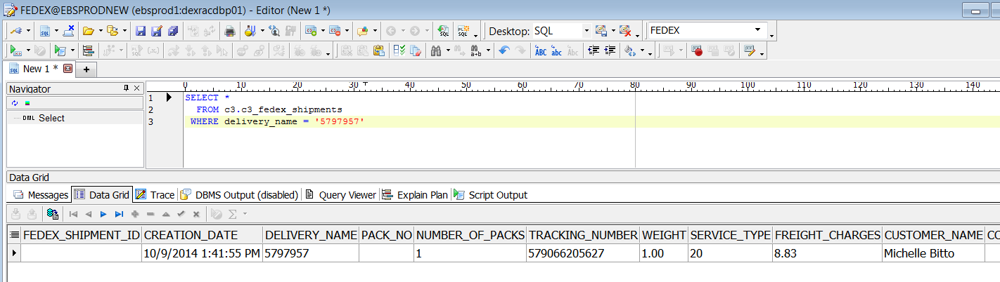 FEDEX@EBSPRODNEW (ebsprod1:dexracdbp01) - Editor (New 1 *)
SQL Desktop: SQL FEDEX
New 1 *
Navigator
Select
DML
0 10 20 30 40 50 60 70 80 90 100 110 120 130 140
1 SELECT *
2 FROM c3.c3_fedex_shipments
3 WHERE delivery_name = '5797957'
Data Grid
Messages Data Grid Trace DBMS Output (disabled) Query Viewer Explain Plan Script Output
FEDEX_SHIPMENT_ID CREATION_DATE DELIVERY_NAME PACK_NO NUMBER_OF_PACKS TRACKING_NUMBER WEIGHT SERVICE_TYPE FREIGHT_CHARGES CUSTOMER_NAME CO
10/9/2014 1:41:55 PM 5797957 1 579066205627 1.00 20 8.83 Michelle Bitto